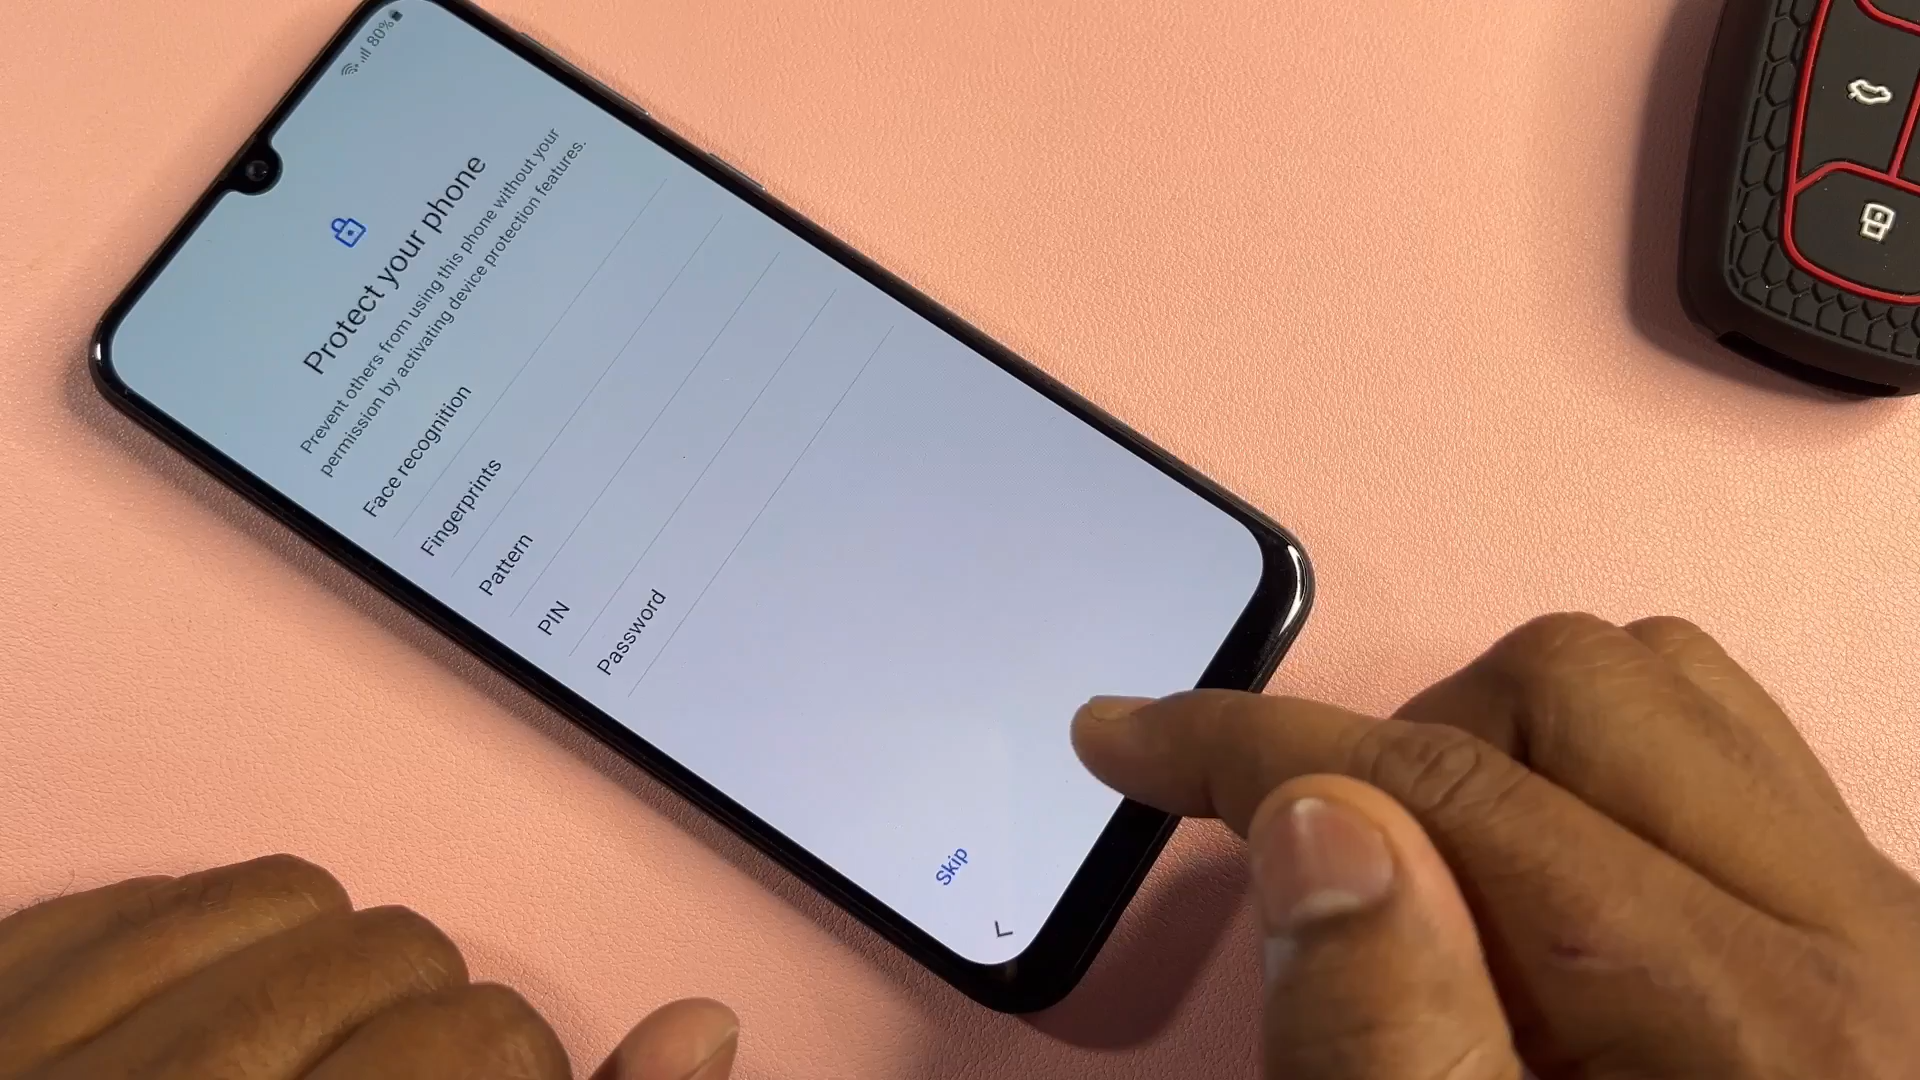 80%
Protect your phone
Prevent others from using this phone without your
permission by activating device protection features.
Face recognition
Fingerprints
Pattern
PIN
Password
Skip